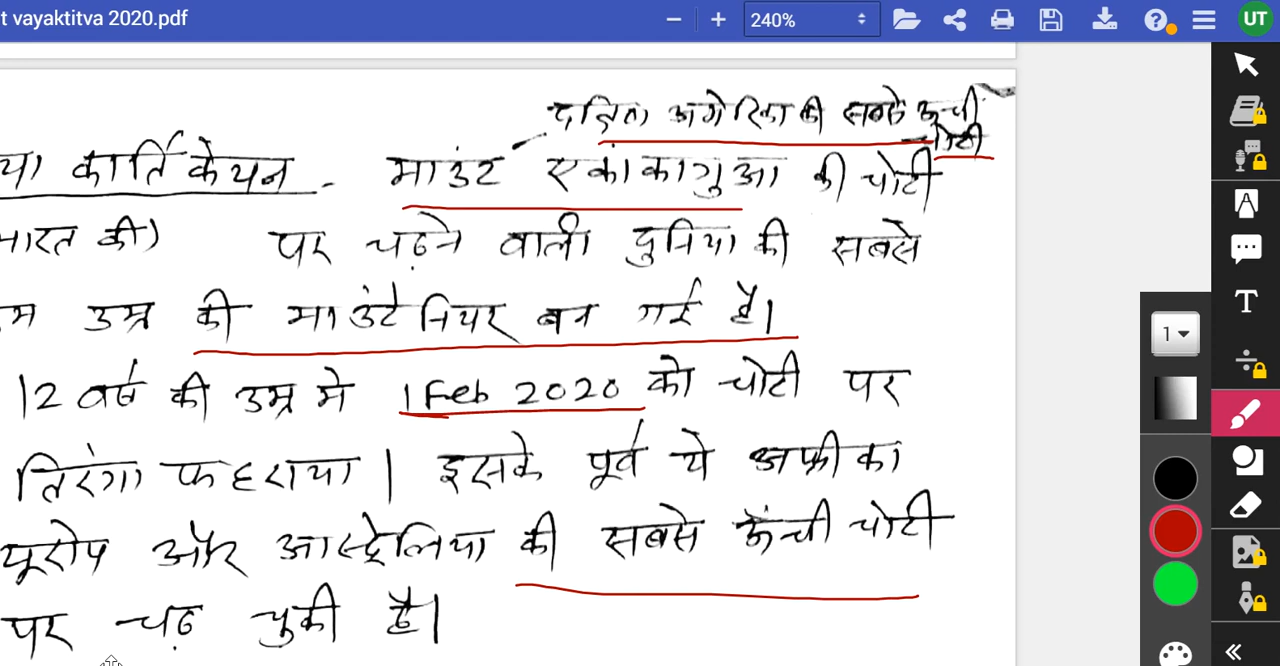 t vayaktitva 2020.pdf
240%
UT
दक्षिण अमेरिका की सबसे ऊंची
चोटी
या कार्तिकेयन - माउंट एकांकागुआ की चोटी
भारत की) पर चढ़ने वाली दुनिया की सबसे
म उम्र की माउंटेनियर बन गई है।
12 वर्ष की उम्र मे 1 Feb 2020 को चोटी पर
तिरंगा फहराया | इसके पूर्व ये अफ्रीका
यूरोप और आस्ट्रेलिया की सबसे ऊंची चोटी
पर चढ़ चुकी है।
T
1